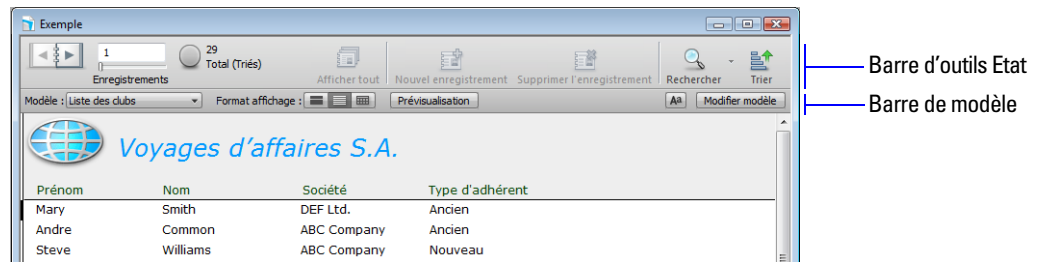 Exemple
1
29
Total (Triés)
Enregistrements
Afficher tout
Nouvel enregistrement
Supprimer l'enregistrement
Rechercher
Trier
Barre d'outils Etat
Modèle : Liste des clubs
Format affichage :
Prévisualisation
Aa
Modifier modèle
Barre de modèle
Voyages d'affaires S.A.
Prénom Nom Société Type d'adhérent
Mary Smith DEF Ltd. Ancien
Andre Common ABC Company Ancien
Steve Williams ABC Company Nouveau